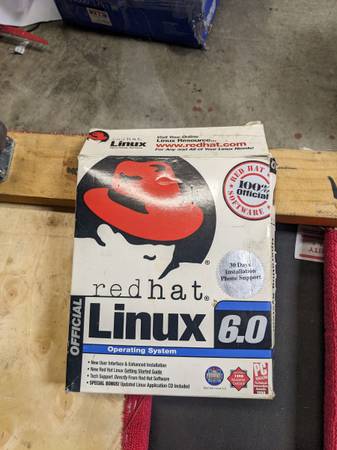 redhat
Linux
Visit Your Online
Linux Resource...
www.redhat.com
For Any and All of Your Linux Needs!
RED HAT
100%
Official
SOFTWARE
30 Days
Installation
Phone Support
redhat®
OFFICIAL
Linux 6.0
Operating System
• New User Interface & Enhanced Installation
• New Red Hat Linux Getting Started Guide
• Tech Support Directly From Red Hat Software
• SPECIAL BONUS! Updated Linux Application CD Included
PC